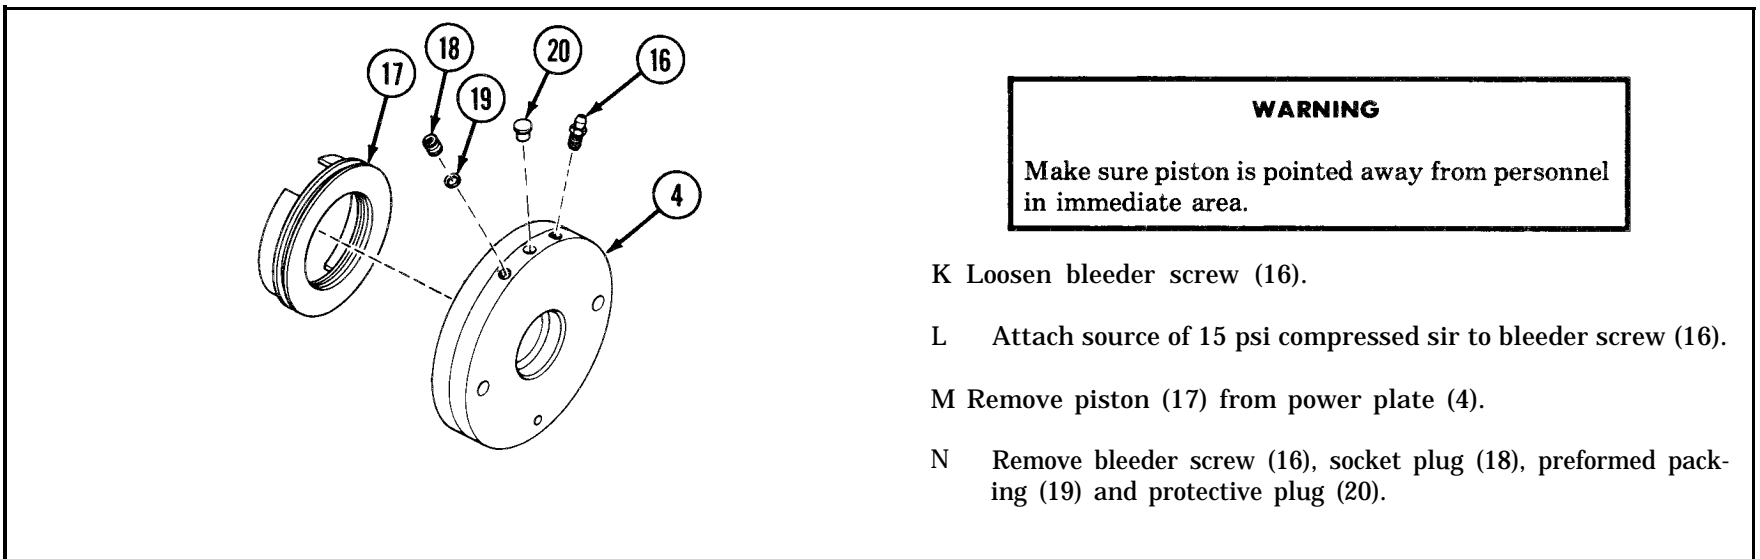 18
20
16
17
19
4
WARNING
Make sure piston is pointed away from personnel
in immediate area.
K Loosen bleeder screw (16).
L Attach source of 15 psi compressed sir to bleeder screw (16).
M Remove piston (17) from power plate (4).
N Remove bleeder screw (16), socket plug (18), preformed pack-
ing (19) and protective plug (20).